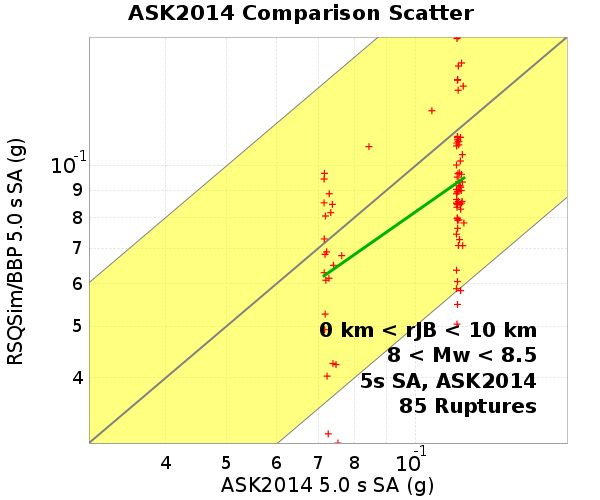 ASK2014 Comparison Scatter
RSQSim/BBP 5.0 s SA (g)
10-1
9
8
7
6
5
4
0 km < rJB < 10 km
8 < Mw < 8.5
5s SA, ASK2014
85 Ruptures
4 5 6 7 8 10-1
ASK2014 5.0 s SA (g)